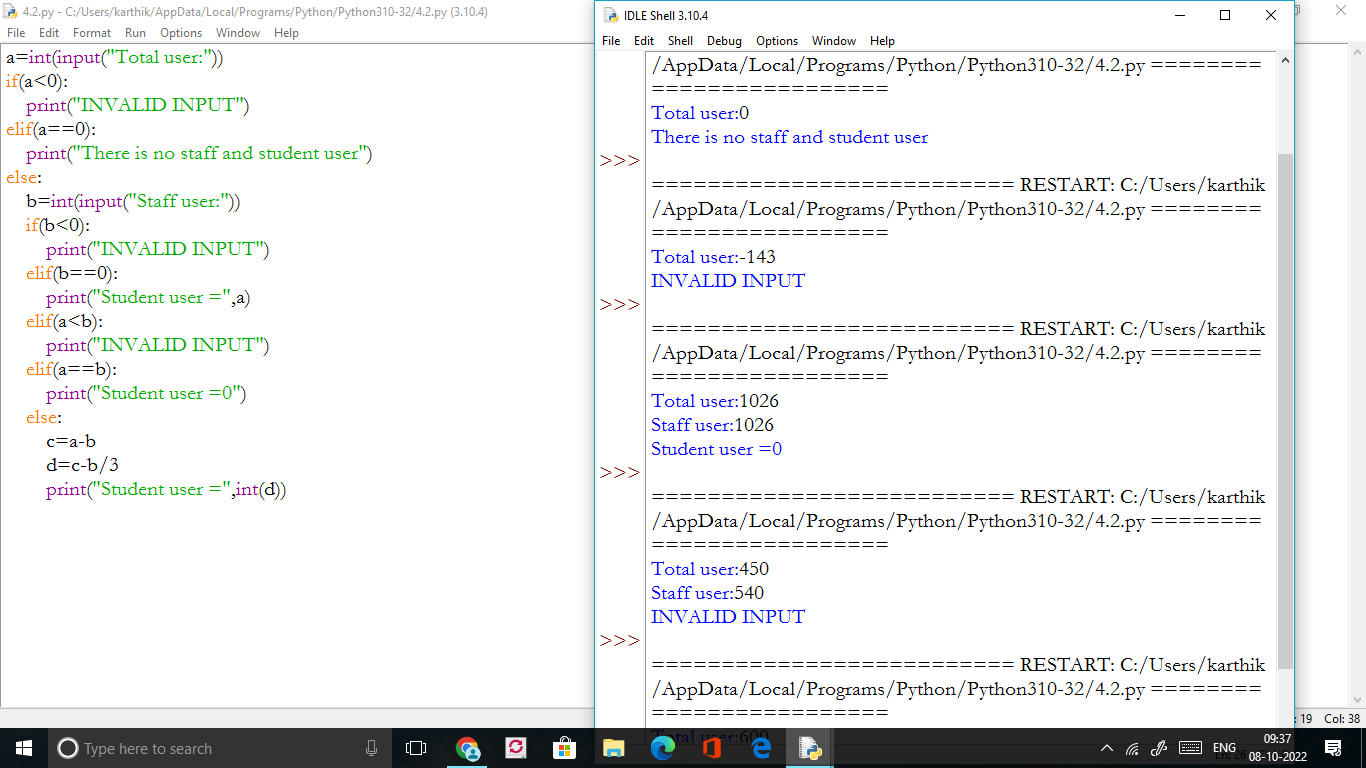 4.2.py - C:/Users/karthik/AppData/Local/Programs/Python/Python310-32/4.2.py (3.10.4)
File Edit Format Run Options Window Help
a=int(input("Total user:"))
if(a<0):
print("INVALID INPUT")
elif(a==0):
print("There is no staff and student user")
else:
b=int(input("Staff user:"))
if(b<0):
print("INVALID INPUT")
elif(b==0):
print("Student user =",a)
elif(a<b):
print("INVALID INPUT")
elif(a==b):
print("Student user =0")
else:
c=a-b
d=c-b/3
print("Student user =",int(d))
IDLE Shell 3.10.4
File Edit Shell Debug Options Window Help
/AppData/Local/Programs/Python/Python310-32/4.2.py =========
=================
Total user:0
There is no staff and student user
>>>
========================== RESTART: C:/Users/karthik
/AppData/Local/Programs/Python/Python310-32/4.2.py =========
=================
Total user:-143
INVALID INPUT
>>>
========================== RESTART: C:/Users/karthik
/AppData/Local/Programs/Python/Python310-32/4.2.py =========
=================
Total user:1026
Staff user:1026
Student user =0
>>>
========================== RESTART: C:/Users/karthik
/AppData/Local/Programs/Python/Python310-32/4.2.py =========
=================
Total user:450
Staff user:540
INVALID INPUT
>>>
========================== RESTART: C:/Users/karthik
/AppData/Local/Programs/Python/Python310-32/4.2.py =========
=================
Total user:600
: 19 Col: 38
Type here to search
ENG
09:37
08-10-2022